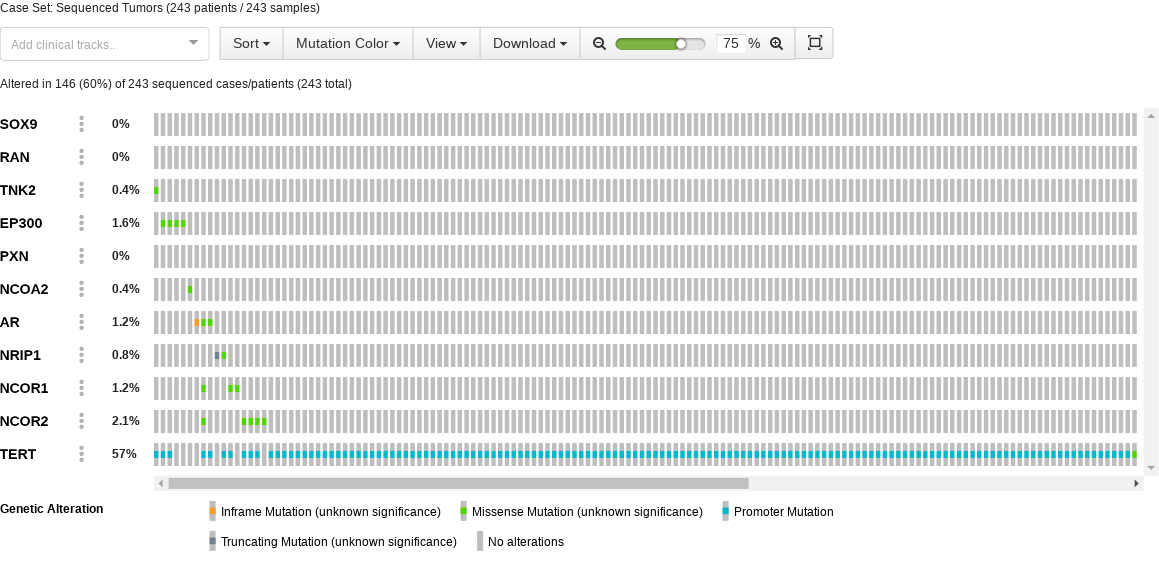 Case Set: Sequenced Tumors (243 patients / 243 samples)
Add clinical tracks.. Sort Mutation Color View Download 75 %
Altered in 146 (60%) of 243 sequenced cases/patients (243 total)
SOX9 0%
RAN 0%
TNK2 0.4%
EP300 1.6%
PXN 0%
NCOA2 0.4%
AR 1.2%
NRIP1 0.8%
NCOR1 1.2%
NCOR2 2.1%
TERT 57%
Genetic Alteration Inframe Mutation (unknown significance) Missense Mutation (unknown significance) Promoter Mutation
Truncating Mutation (unknown significance) No alterations